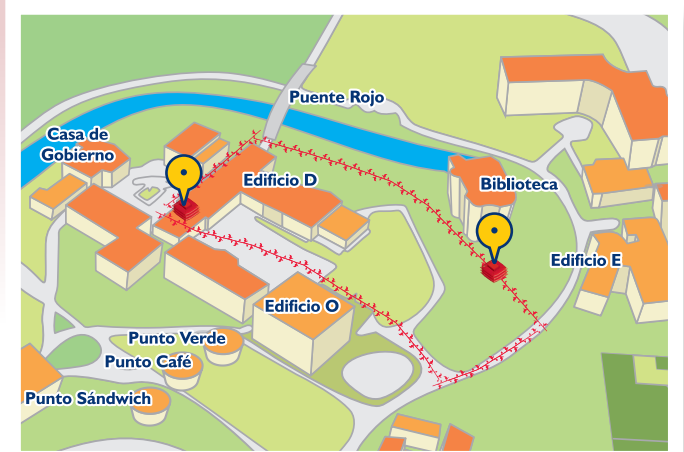 Puente Rojo
Casa de
Gobierno
Edificio D
Biblioteca
Edificio E
Edificio O
Punto Verde
Punto Café
Punto Sándwich